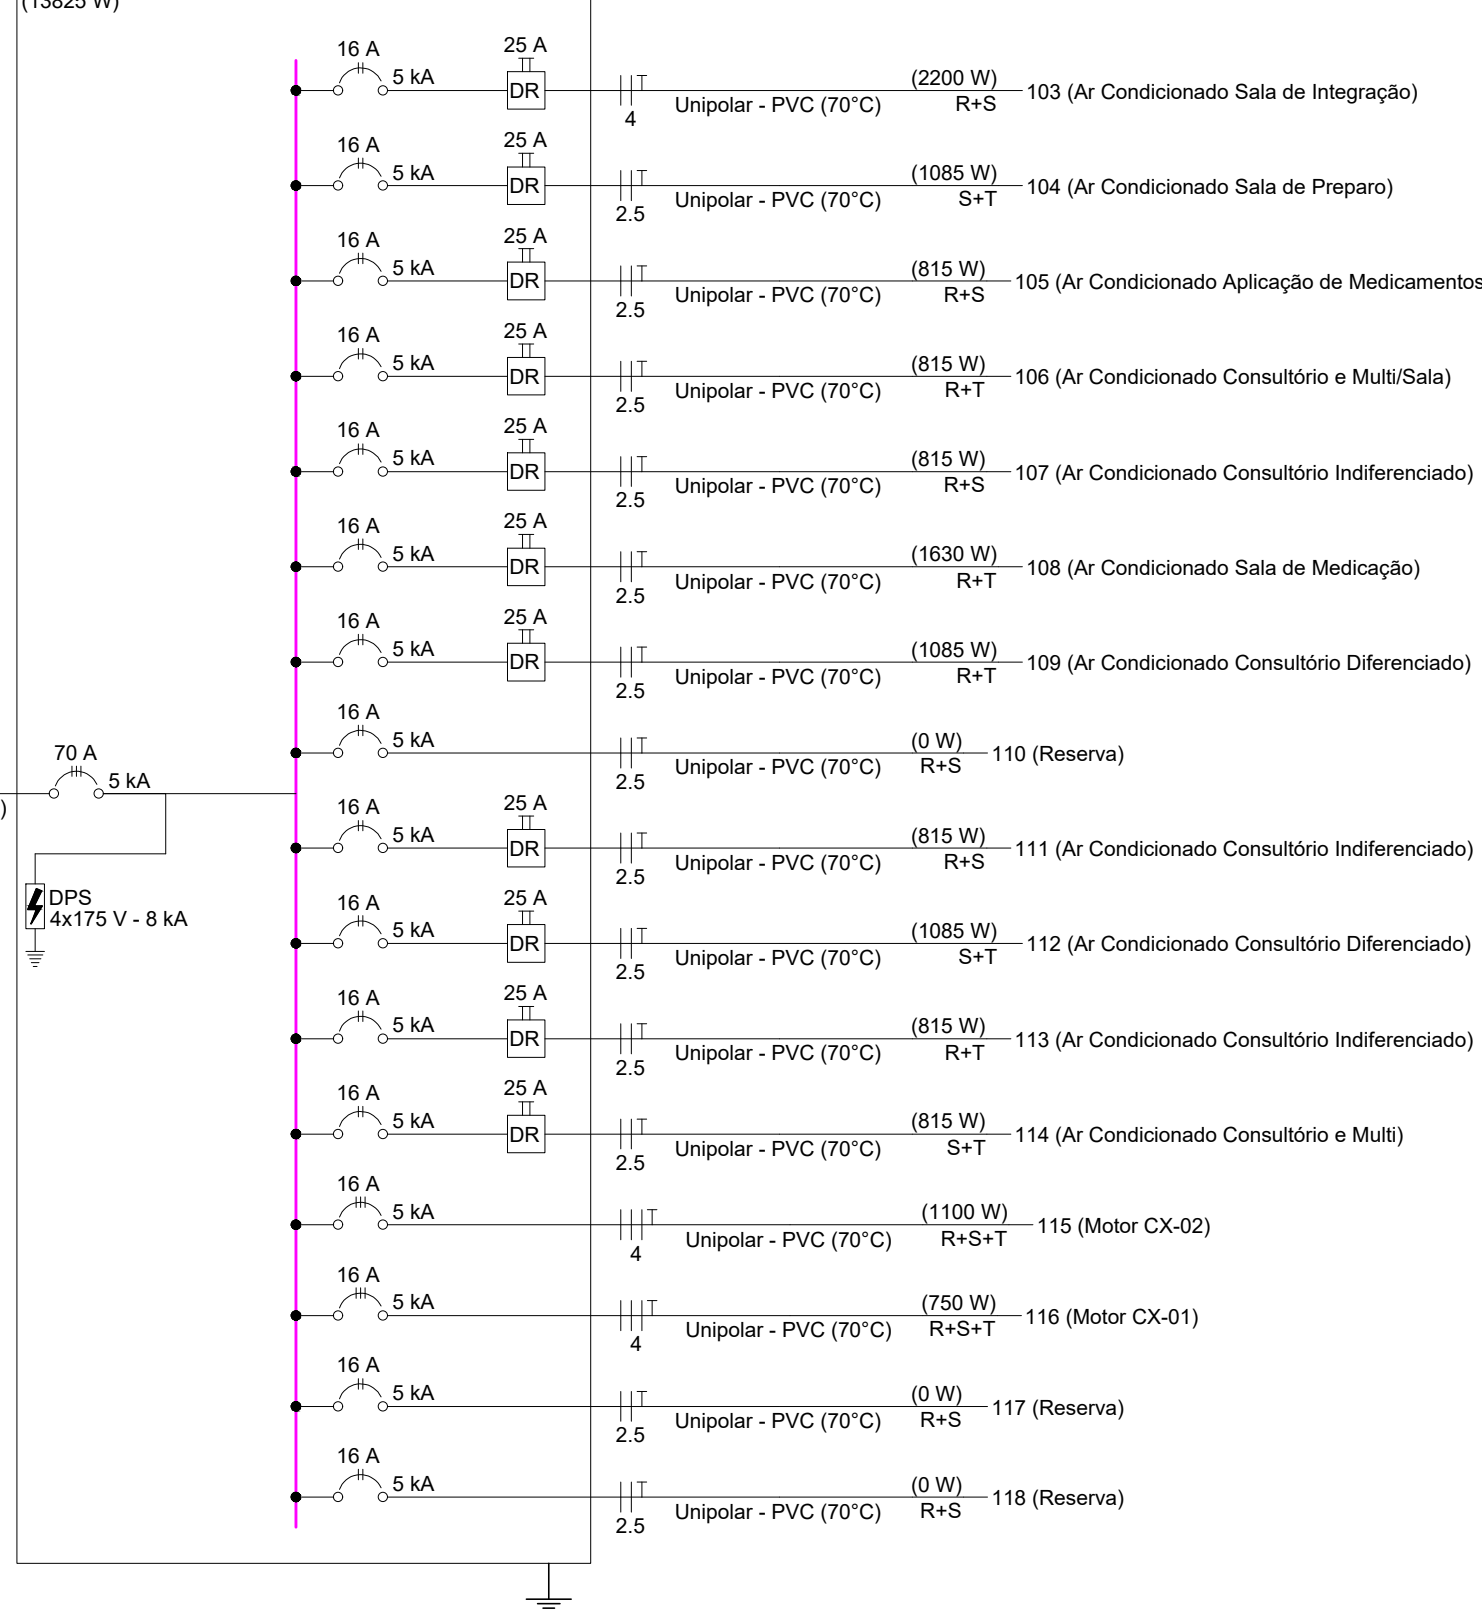 (13825 W)
16 A
5 kA
25 A
DR
4
Unipolar - PVC (70°C)
(2200 W)
R+S
103 (Ar Condicionado Sala de Integração)
16 A
5 kA
25 A
DR
2.5
Unipolar - PVC (70°C)
(1085 W)
S+T
104 (Ar Condicionado Sala de Preparo)
16 A
5 kA
25 A
DR
2.5
Unipolar - PVC (70°C)
(815 W)
R+S
105 (Ar Condicionado Aplicação de Medicamentos
16 A
5 kA
25 A
DR
2.5
Unipolar - PVC (70°C)
(815 W)
R+T
106 (Ar Condicionado Consultório e Multi/Sala)
16 A
5 kA
25 A
DR
2.5
Unipolar - PVC (70°C)
(815 W)
R+S
107 (Ar Condicionado Consultório Indiferenciado)
16 A
5 kA
25 A
DR
2.5
Unipolar - PVC (70°C)
(1630 W)
R+T
108 (Ar Condicionado Sala de Medicação)
16 A
5 kA
25 A
DR
2.5
Unipolar - PVC (70°C)
(1085 W)
R+T
109 (Ar Condicionado Consultório Diferenciado)
16 A
5 kA
2.5
Unipolar - PVC (70°C)
(0 W)
R+S
110 (Reserva)
70 A
5 kA
)
16 A
5 kA
25 A
DR
2.5
Unipolar - PVC (70°C)
(815 W)
R+S
111 (Ar Condicionado Consultório Indiferenciado)
DPS
4x175 V - 8 kA
16 A
5 kA
25 A
DR
2.5
Unipolar - PVC (70°C)
(1085 W)
S+T
112 (Ar Condicionado Consultório Diferenciado)
16 A
5 kA
25 A
DR
2.5
Unipolar - PVC (70°C)
(815 W)
R+T
113 (Ar Condicionado Consultório Indiferenciado)
16 A
5 kA
25 A
DR
2.5
Unipolar - PVC (70°C)
(815 W)
S+T
114 (Ar Condicionado Consultório e Multi)
16 A
5 kA
4
Unipolar - PVC (70°C)
(1100 W)
R+S+T
115 (Motor CX-02)
16 A
5 kA
4
Unipolar - PVC (70°C)
(750 W)
R+S+T
116 (Motor CX-01)
16 A
5 kA
2.5
Unipolar - PVC (70°C)
(0 W)
R+S
117 (Reserva)
16 A
5 kA
2.5
Unipolar - PVC (70°C)
(0 W)
R+S
118 (Reserva)